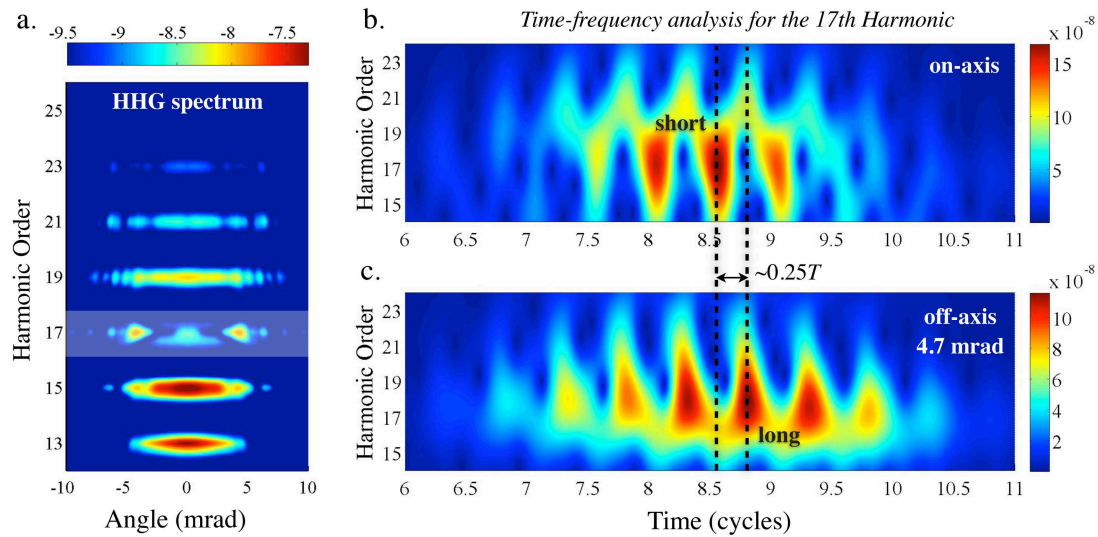 a.
-9.5 -9 -8.5 -8 -7.5
HHG spectrum
Harmonic Order
25
23
21
19
17
15
13
-10 -5 0 5 10
Angle (mrad)
b.
Time-frequency analysis for the 17th Harmonic
on-axis
short
Harmonic Order
23
21
19
17
15
6 6.5 7 7.5 8 8.5 9 9.5 10 10.5 11
x 10⁻⁸
15
10
5
~0.25T
c.
off-axis
4.7 mrad
long
Harmonic Order
23
21
19
17
15
6 6.5 7 7.5 8 8.5 9 9.5 10 10.5 11
Time (cycles)
x 10⁻⁸
10
8
6
4
2